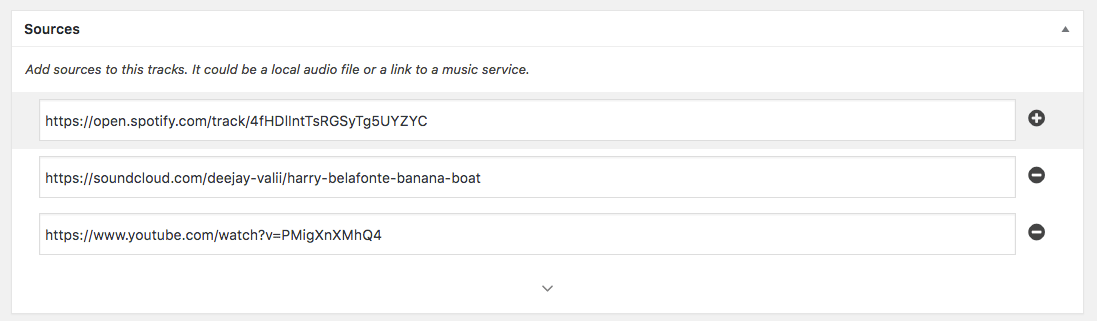 Sources
Add sources to this tracks. It could be a local audio file or a link to a music service.
https://open.spotify.com/track/4fHDlIntTsRGSyTg5UYZYC
https://soundcloud.com/deejay-valii/harry-belafonte-banana-boat
https://www.youtube.com/watch?v=PMigXnXMhQ4